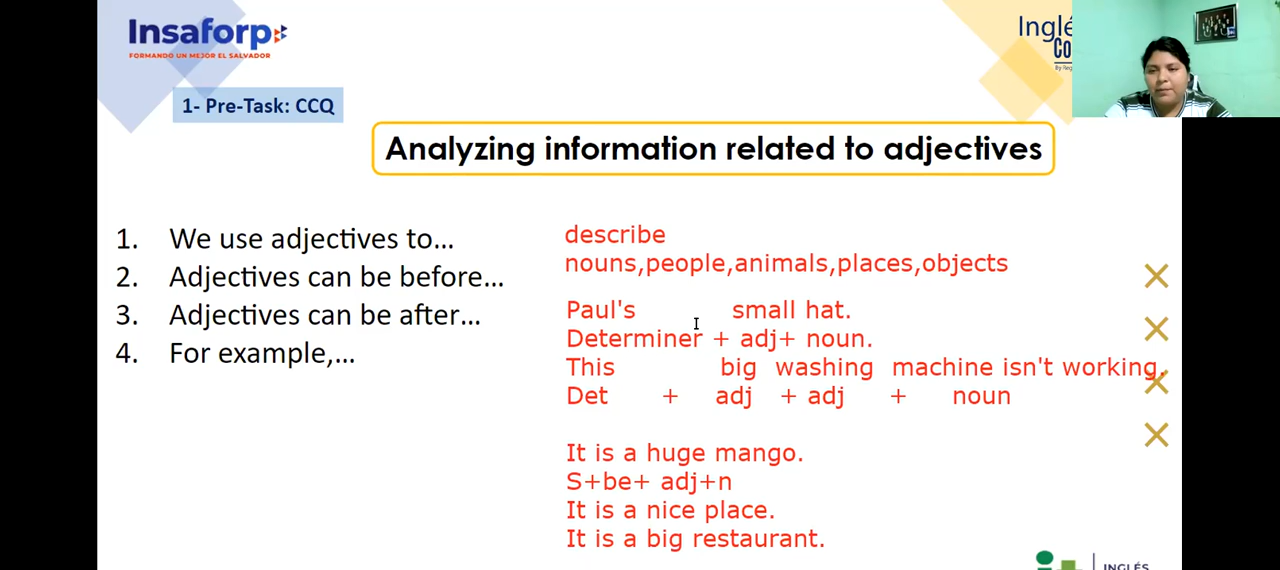 Insaforp
FORMANDO UN MEJOR EL SALVADOR
1- Pre-Task: CCQ
Analyzing information related to adjectives
1. We use adjectives to...
2. Adjectives can be before...
3. Adjectives can be after...
4. For example,...
describe
nouns,people,animals,places,objects
Paul's small hat.
Determiner + adj+ noun.
This big washing machine isn't working.
Det + adj + adj + noun
It is a huge mango.
S+be+ adj+n
It is a nice place.
It is a big restaurant.
INGLÉS